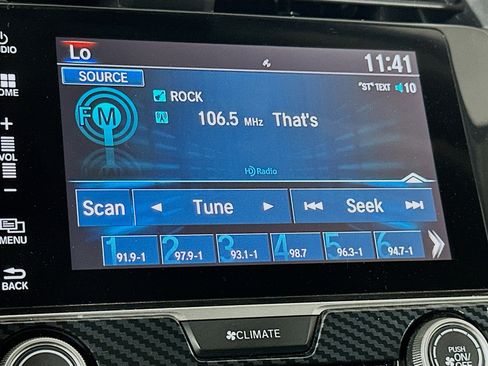 Lo
11:41
SOURCE
"ST" TEXT 10
FM
ROCK
106.5 MHz That's
HD Radio
Scan Tune Seek
1 2 3 4 5 6
91.9-1 97.9-1 93.1-1 98.7 96.3-1 94.7-1
HOME
+
VOL
−
MENU
BACK
CLIMATE
PUSH
ON/
OFF